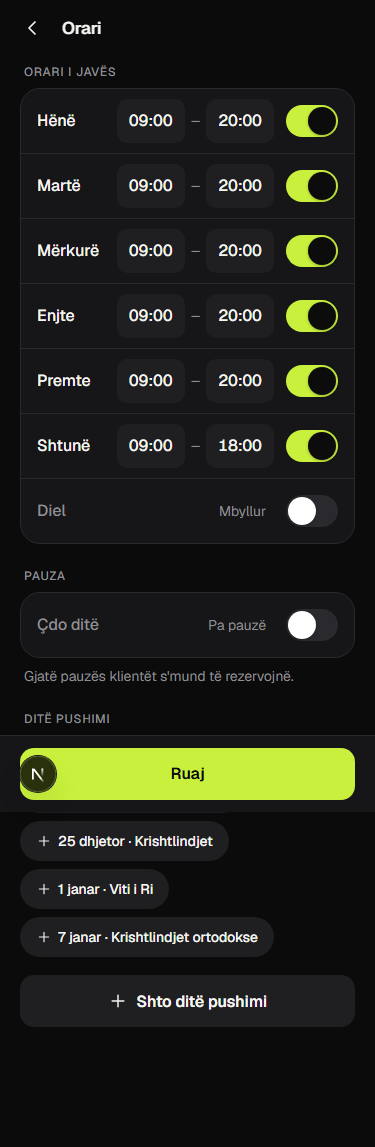 Orari
ORARI I JAVËS
Hënë 09:00 – 20:00
Martë 09:00 – 20:00
Mërkurë 09:00 – 20:00
Enjte 09:00 – 20:00
Premte 09:00 – 20:00
Shtunë 09:00 – 18:00
Diel Mbyllur
PAUZA
Çdo ditë Pa pauzë
Gjatë pauzës klientët s'mund të rezervojnë.
DITË PUSHIMI
N Ruaj
+ 25 dhjetor · Krishtlindjet
+ 1 janar · Viti i Ri
+ 7 janar · Krishtlindjet ortodokse
+ Shto ditë pushimi